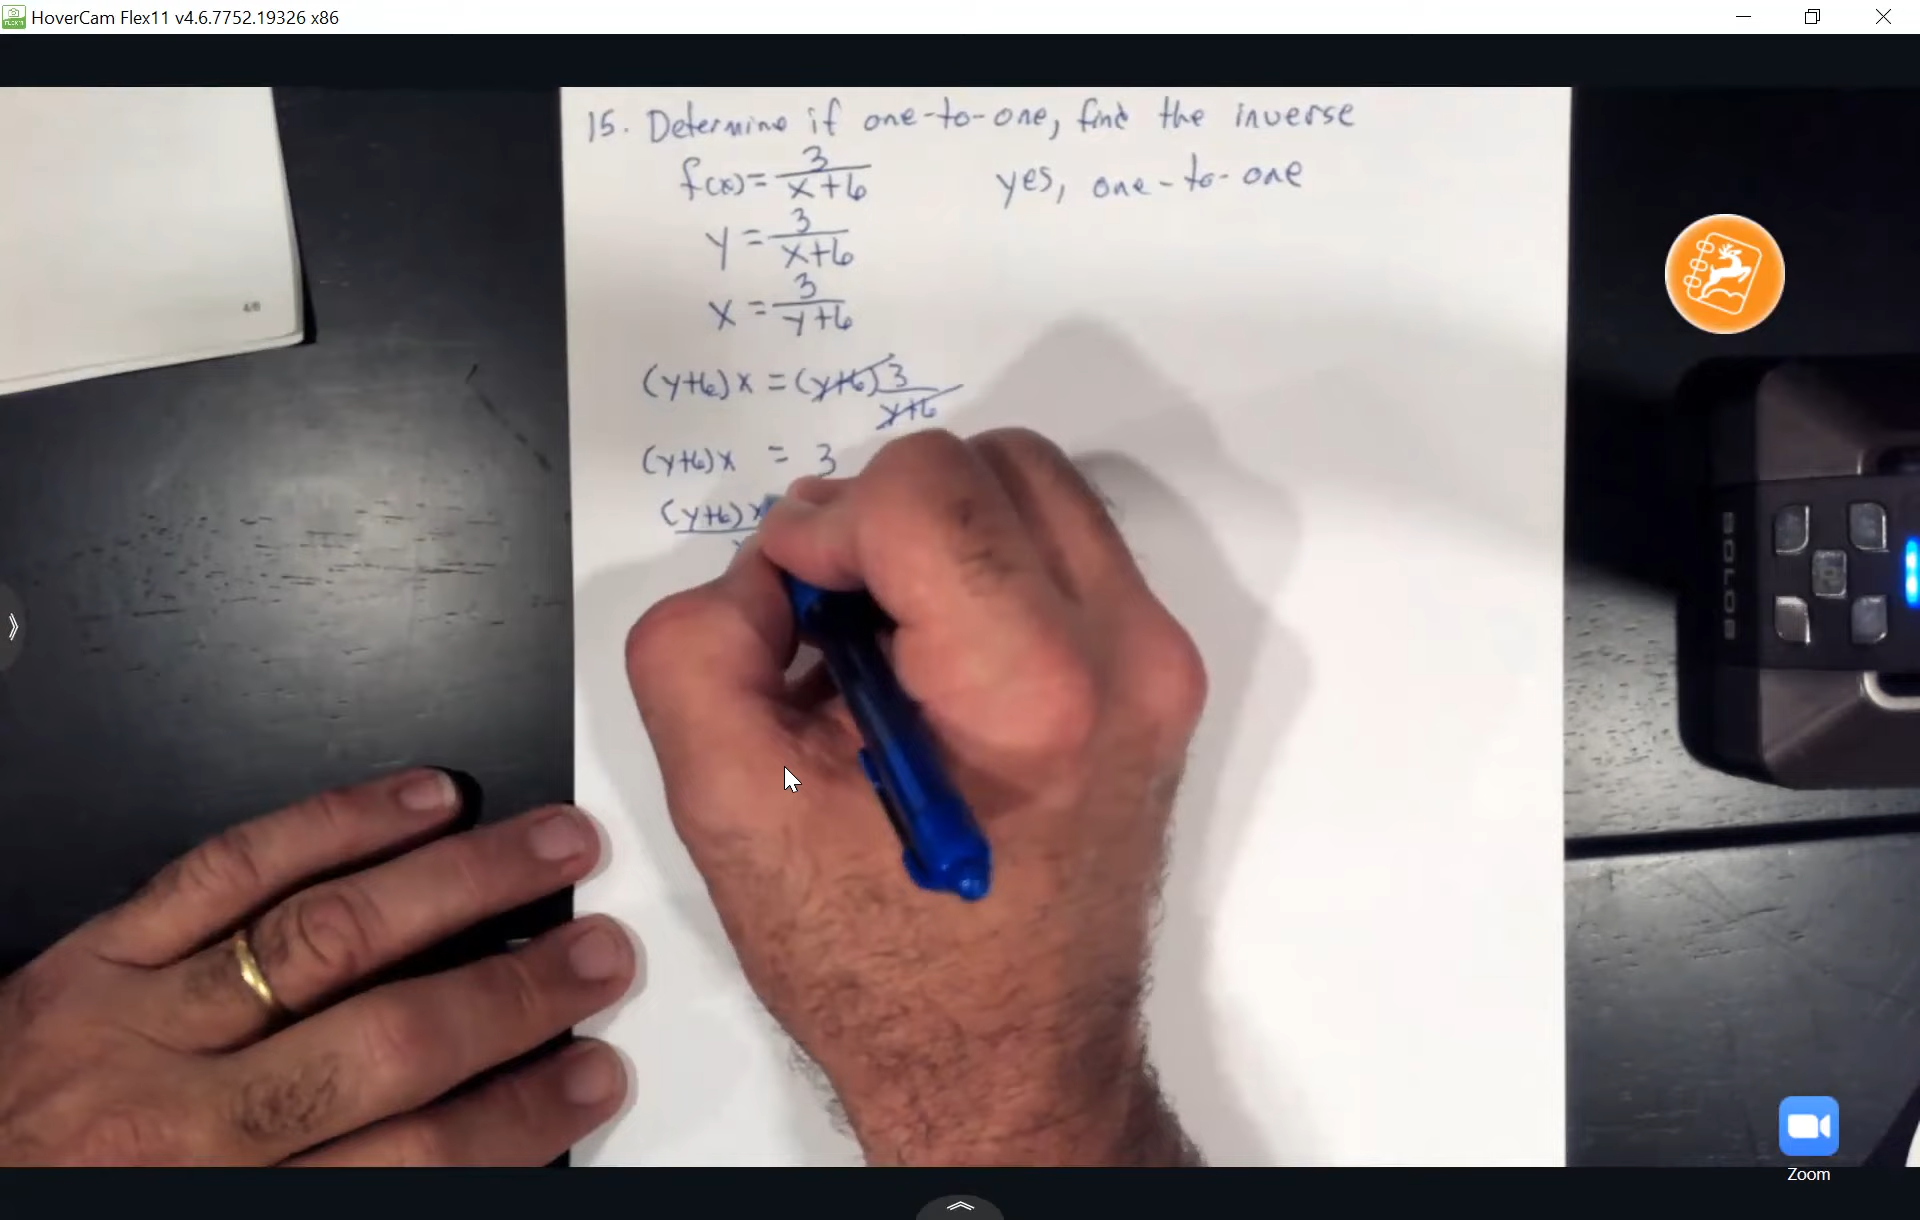 HoverCam Flex11 v4.6.7752.19326 x86
15. Determine if one-to-one, find the inverse
f(x) = 3/(x+6) yes, one-to-one
y = 3/(x+6)
x = 3/(y+6)
(y+6)x = (y+6) 3/(y+6)
(y+6)x = 3
(y+6)x
SOLO8
Zoom